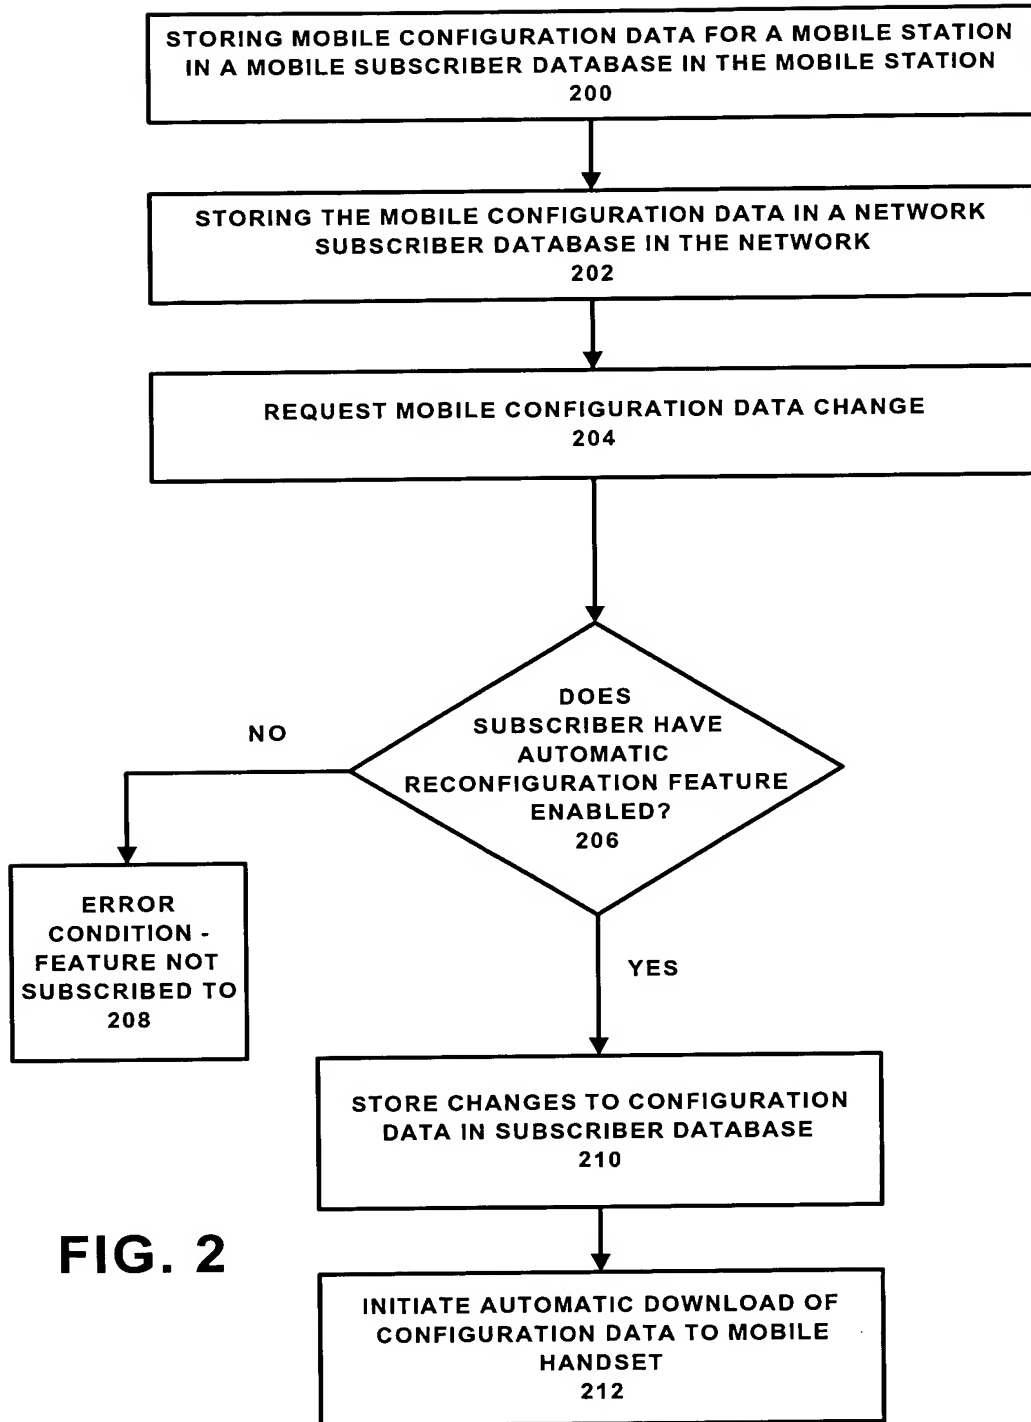 STORING MOBILE CONFIGURATION DATA FOR A MOBILE STATION
IN A MOBILE SUBSCRIBER DATABASE IN THE MOBILE STATION
200
STORING THE MOBILE CONFIGURATION DATA IN A NETWORK
SUBSCRIBER DATABASE IN THE NETWORK
202
REQUEST MOBILE CONFIGURATION DATA CHANGE
204
DOES
SUBSCRIBER HAVE
AUTOMATIC
RECONFIGURATION FEATURE
ENABLED?
206
NO
ERROR
CONDITION -
FEATURE NOT
SUBSCRIBED TO
208
YES
STORE CHANGES TO CONFIGURATION
DATA IN SUBSCRIBER DATABASE
210
FIG. 2
INITIATE AUTOMATIC DOWNLOAD OF
CONFIGURATION DATA TO MOBILE
HANDSET
212